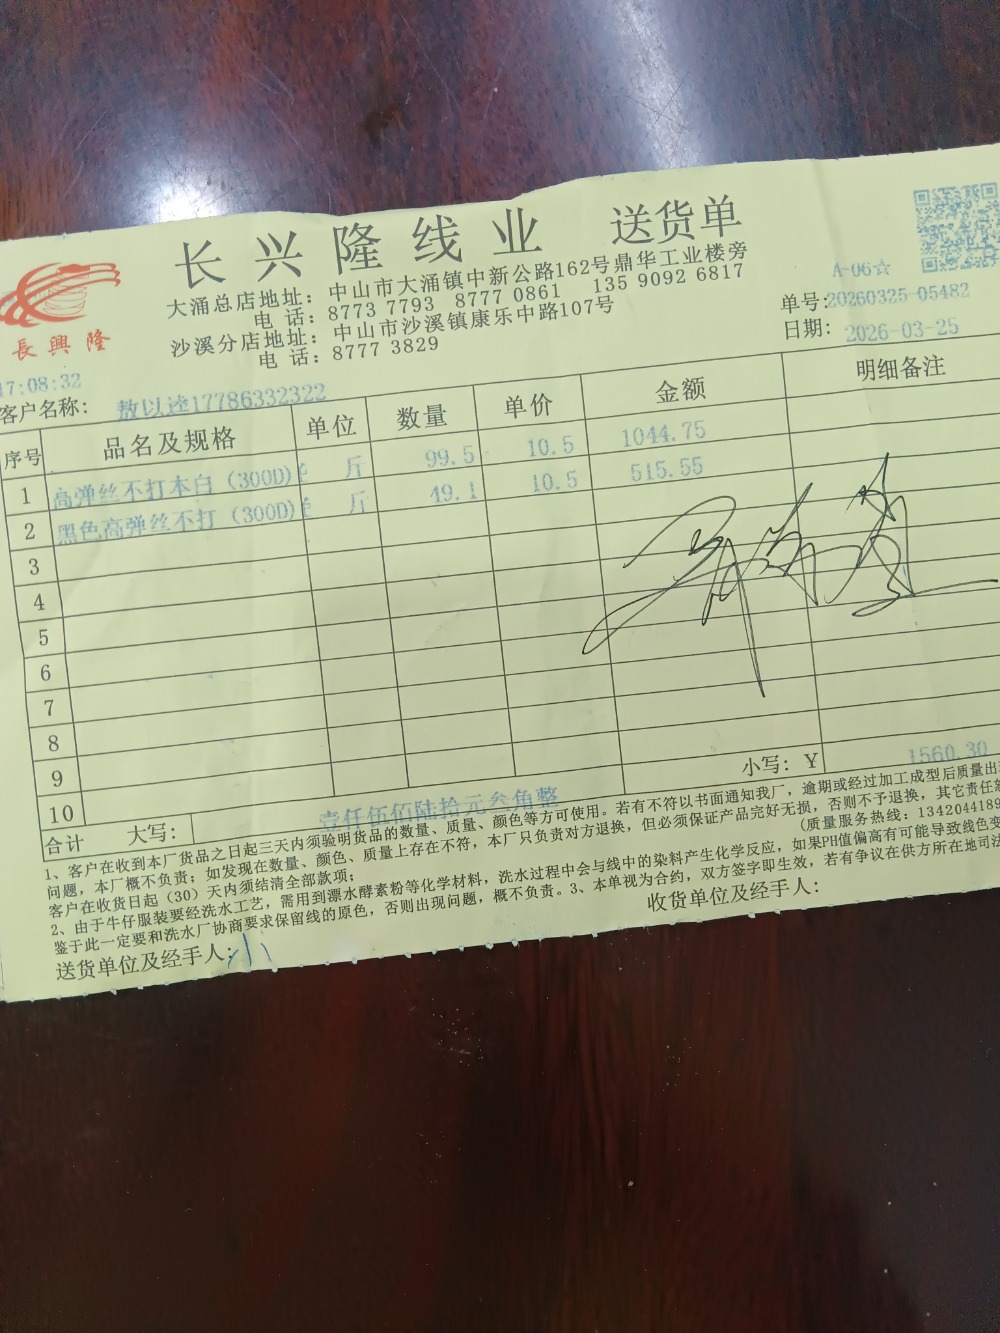 长兴隆线业 送货单
大涌总店地址：中山市大涌镇中新公路162号鼎华工业楼旁
电 话：8773 7793 8777 0861 135 9092 6817
沙溪分店地址：中山市沙溪镇康乐中路107号
电 话：8777 3829
長興隆
A-06☆
单号:20260325-05482
日期: 2026-03-25
17:08:32
客户名称: 敖以逵17786332322
序号 品名及规格 单位 数量 单价 金额 明细备注
1 高弹丝不打本白（300D） 斤 99.5 10.5 1044.75
2 黑色高弹丝不打（300D） 斤 49.1 10.5 515.55
3
4
5
6
7
8
9
10
小写：￥ 1560.30
合计 大写： 壹仟伍佰陆拾元叁角整
1、客户在收到本厂货品之日起三天内须验明货品的数量、质量、颜色等方可使用。若有不符以书面通知我厂，逾期或经过加工成型后质量出
问题，本厂概不负责；如发现在数量、颜色、质量上存在不符，本厂只负责对方退换，但必须保证产品完好无损，否则不予退换，其它责任
客户在收货日起（30）天内须结清全部款项； (质量服务热线：1342044189
2、由于牛仔服装要经洗水工艺，需用到漂水酵素粉等化学材料，洗水过程中会与线中的染料产生化学反应，如果PH值偏高有可能导致线色变
鉴于此一定要和洗水厂协商要求保留线的原色，否则出现问题，概不负责。3、本单视为合约，双方签字即生效，若有争议在供方所在地司法
送货单位及经手人: 小
收货单位及经手人: